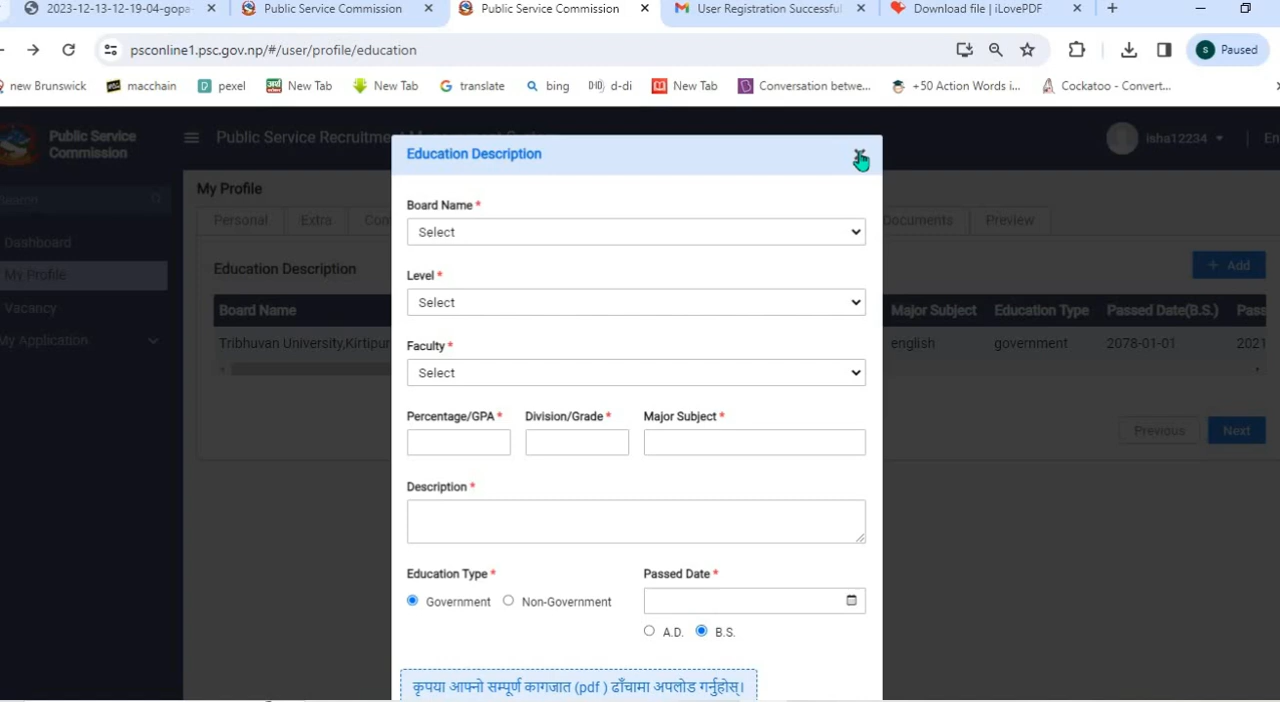 2023-12-13-12-19-04-gopa
Public Service Commission
Public Service Commission
User Registration Successful
Download file | iLovePDF
psconline1.psc.gov.np/#/user/profile/education
S
Paused
new Brunswick
macchain
pexel
New Tab
New Tab
translate
bing
d-di
New Tab
Conversation betwe...
+50 Action Words i...
Cockatoo - Convert...
Public Service
Commission
Public Service Recruitme
isha12234
En
Education Description
My Profile
Search
Personal
Extra
Con
Documents
Preview
Board Name *
Select
Dashboard
My Profile
Vacancy
My Application
Education Description
+ Add
Level *
Select
Board Name
Major Subject
Education Type
Passed Date(B.S.)
Pass
Tribhuvan University,Kirtipur
english
government
2078-01-01
2021
Faculty *
Select
Percentage/GPA *
Division/Grade *
Major Subject *
Previous
Next
Description *
Education Type *
Passed Date *
Government
Non-Government
A.D.
B.S.
कृपया आफ्नो सम्पूर्ण कागजात (pdf ) ढाँचामा अपलोड गर्नुहोस्।